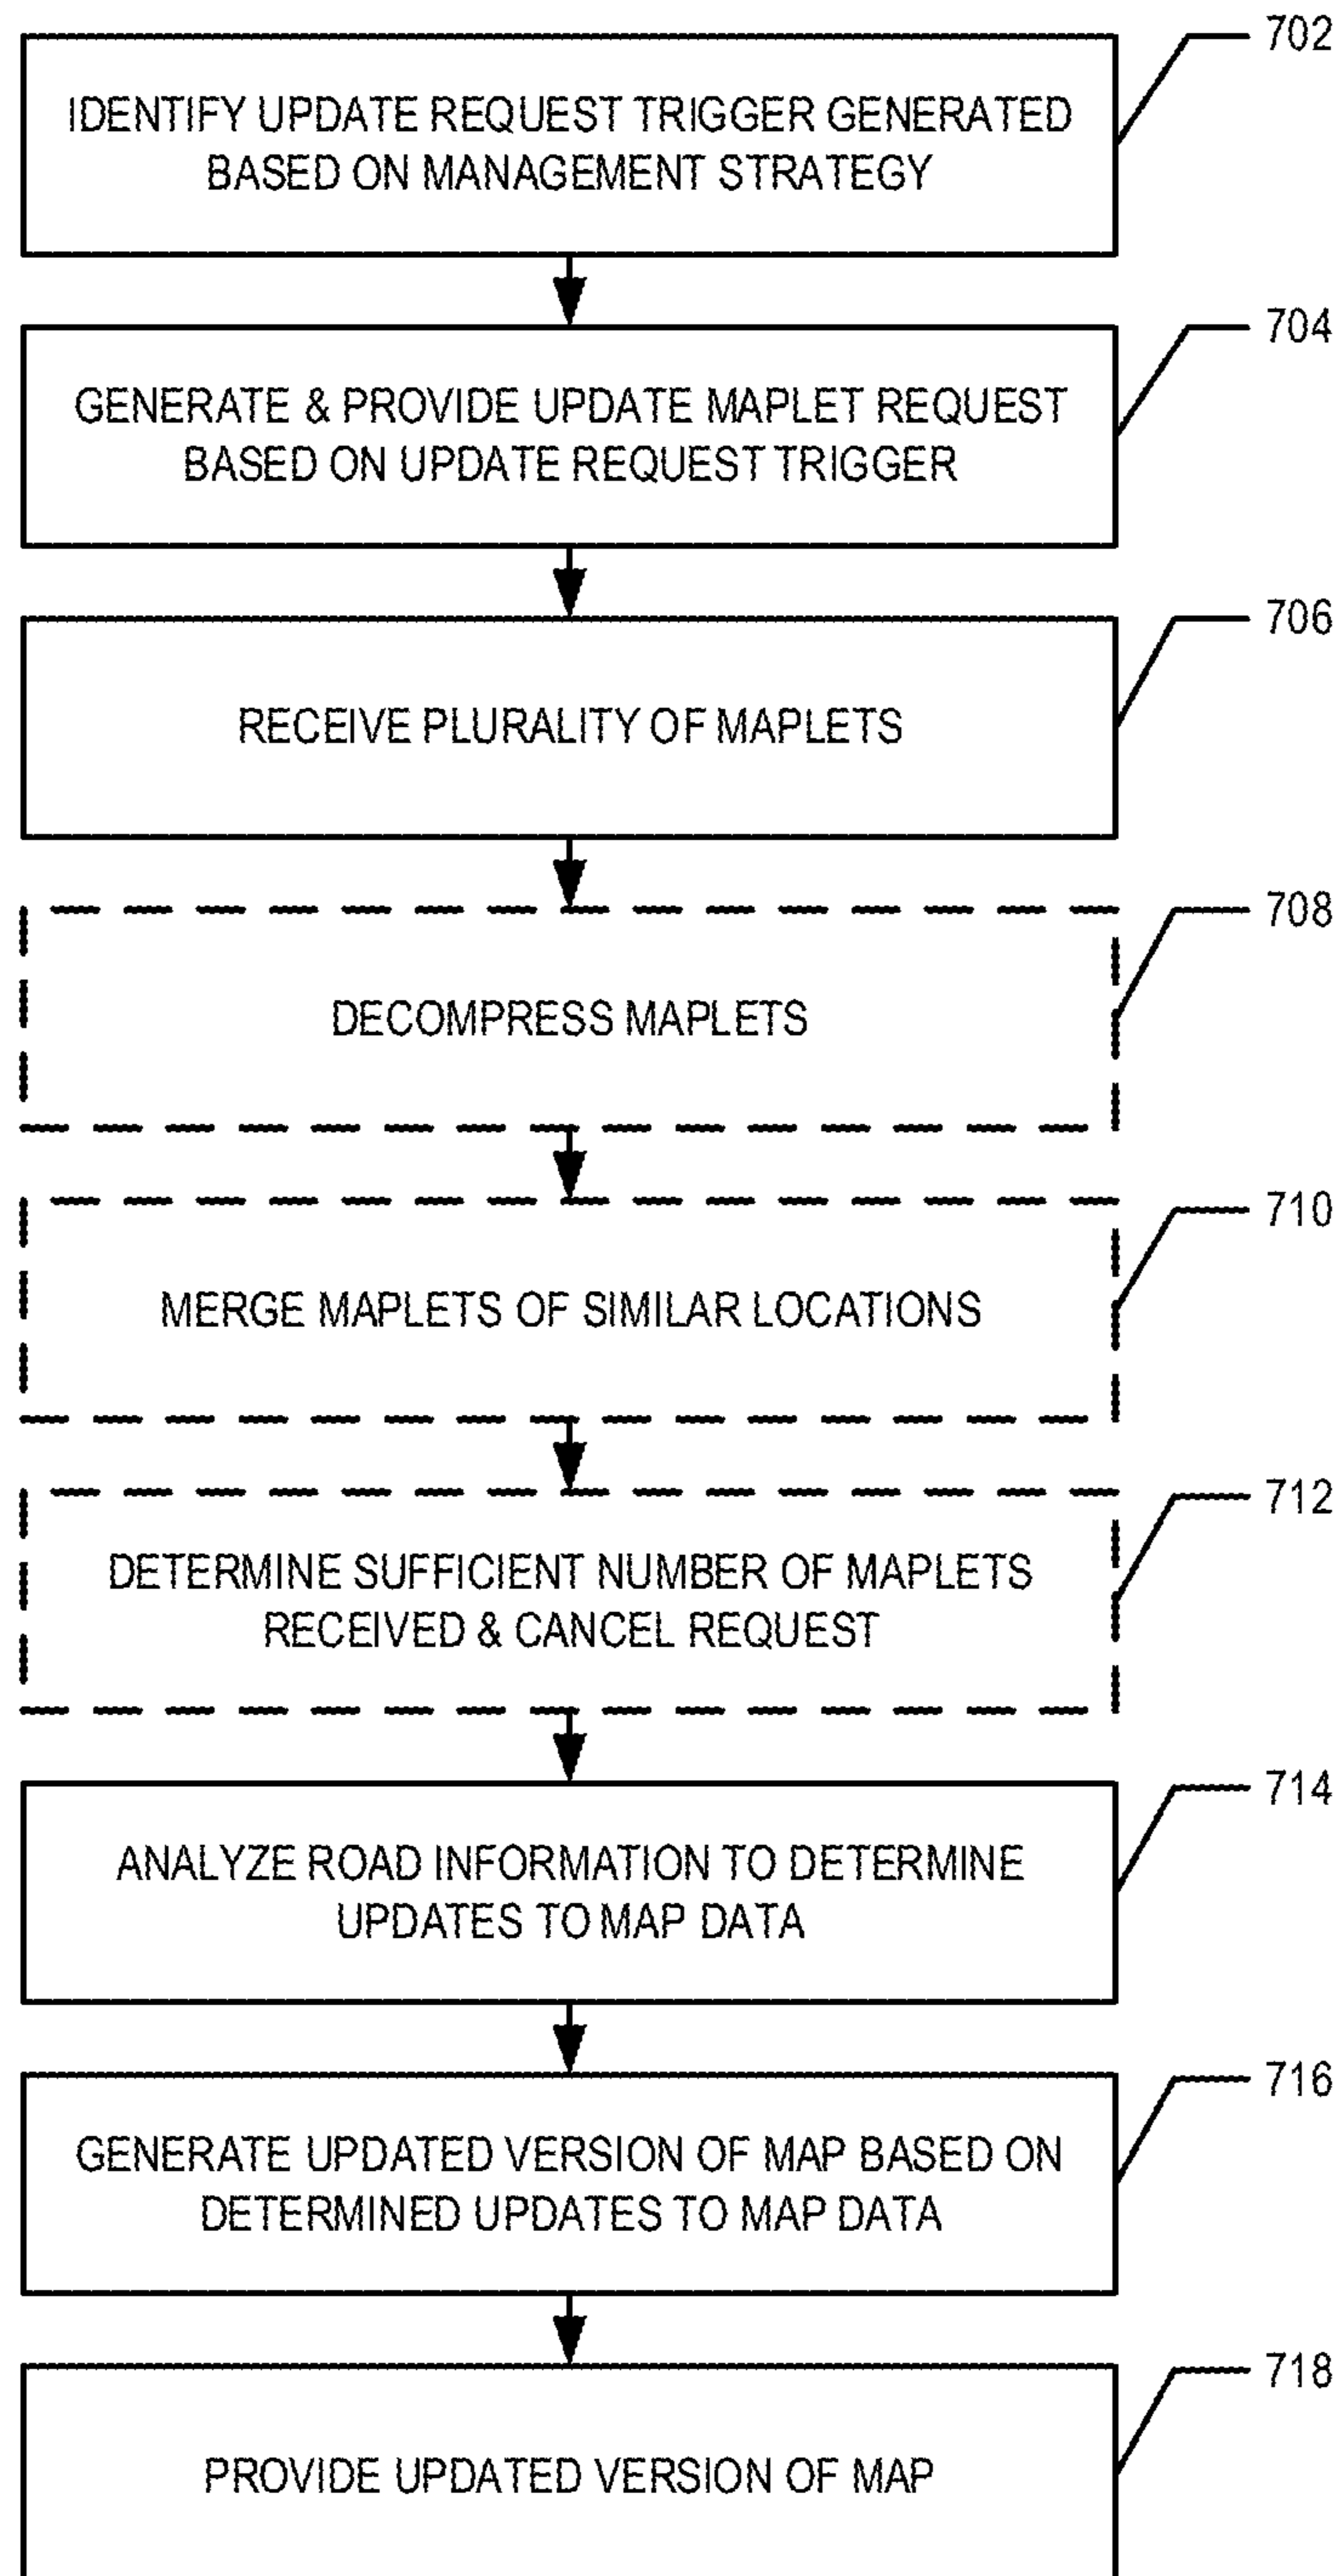 702
IDENTIFY UPDATE REQUEST TRIGGER GENERATED
BASED ON MANAGEMENT STRATEGY
704
GENERATE & PROVIDE UPDATE MAPLET REQUEST
BASED ON UPDATE REQUEST TRIGGER
706
RECEIVE PLURALITY OF MAPLETS
708
DECOMPRESS MAPLETS
710
MERGE MAPLETS OF SIMILAR LOCATIONS
712
DETERMINE SUFFICIENT NUMBER OF MAPLETS
RECEIVED & CANCEL REQUEST
714
ANALYZE ROAD INFORMATION TO DETERMINE
UPDATES TO MAP DATA
716
GENERATE UPDATED VERSION OF MAP BASED ON
DETERMINED UPDATES TO MAP DATA
718
PROVIDE UPDATED VERSION OF MAP